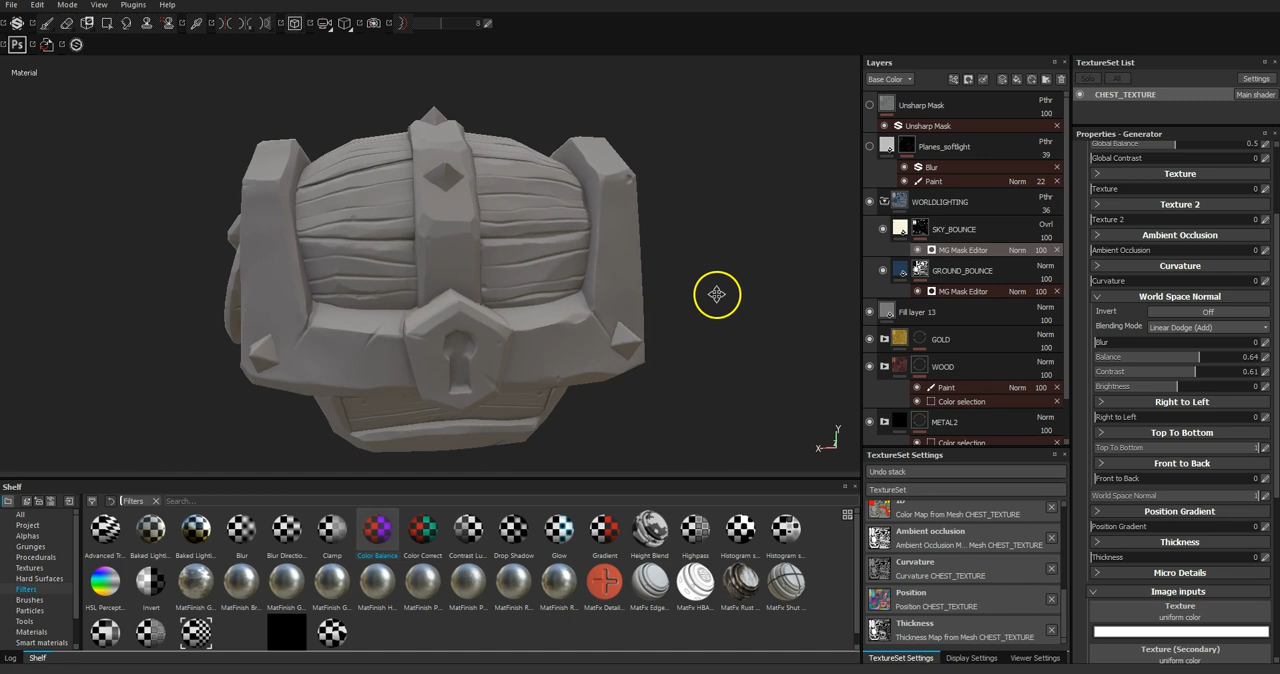 File Edit Mode View Plugins Help
8
Ps
Material
Y
X
Z
Layers
Base Color
Unsharp Mask Pthr
100
Unsharp Mask
Planes_softlight Pthr
39
Blur
Paint Norm 22
WORLDLIGHTING Pthr
36
SKY_BOUNCE Ovrl
100
MG Mask Editor Norm 100
GROUND_BOUNCE Norm
100
MG Mask Editor Norm 100
Fill layer 13 Norm
100
GOLD Norm
100
WOOD Norm
100
Paint Norm 100
Color selection
METAL2 Norm
100
Color selection
TextureSet Settings
Undo stack
TextureSet
ID
Color Map from Mesh CHEST_TEXTURE
Ambient occlusion
Ambient Occlusion M... Mesh CHEST_TEXTURE
Curvature
Curvature CHEST_TEXTURE
Position
Position CHEST_TEXTURE
Thickness
Thickness Map from Mesh CHEST_TEXTURE
TextureSet Settings Display Settings Viewer Settings
TextureSet List
Solo All Settings
CHEST_TEXTURE Main shader
Properties - Generator
Global Balance 0.5
Global Contrast 0
Texture
Texture 0
Texture 2
Texture 2 0
Ambient Occlusion
Ambient Occlusion 0
Curvature
Curvature 0
World Space Normal
Invert Off
Blending Mode Linear Dodge (Add)
Blur 0
Balance 0.64
Contrast 0.61
Brightness 0
Right to Left
Right to Left 0
Top To Bottom
Top To Bottom 1
Front to Back
Front to Back 0
World Space Normal 1
Position Gradient
Position Gradient 0
Thickness
Thickness 0
Micro Details
Image inputs
Texture
uniform color
Texture (Secondary)
uniform color
Shelf
Filters Search...
All
Project
Alphas
Grunges
Procedurals
Textures
Hard Surfaces
Filters
Brushes
Particles
Tools
Materials
Smart materials
Advanced Tr... Baked Lighti... Baked Lighti... Blur Blur Directio... Clamp Color Balance Color Correct Contrast Lu... Drop Shadow Glow Gradient Height Blend Highpass Histogram s... Histogram s...
HSL Percept... Invert MatFinish G... MatFinish Br... MatFinish G... MatFinish G... MatFinish H... MatFinish P... MatFinish P... MatFinish R... MatFinish R... MatFx Detail... MatFx Edge... MatFx HBA... MatFx Rust ... MatFx Shut ...
Log Shelf